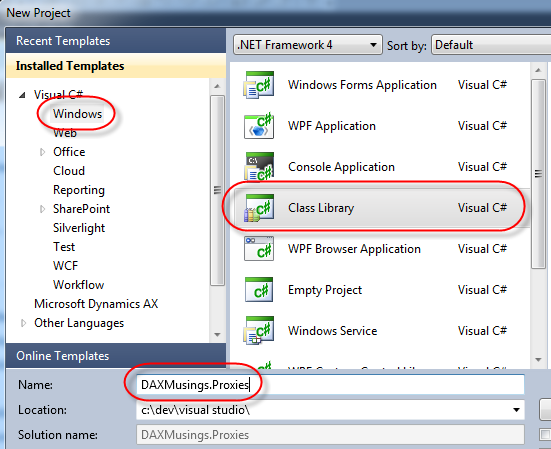 New Project
Recent Templates
Installed Templates
Visual C#
Windows
Web
Office
Cloud
Reporting
SharePoint
Silverlight
Test
WCF
Workflow
Microsoft Dynamics AX
Other Languages
Online Templates
.NET Framework 4 Sort by: Default
Windows Forms Application Visual C#
WPF Application Visual C#
Console Application Visual C#
Class Library Visual C#
WPF Browser Application Visual C#
Empty Project Visual C#
Windows Service Visual C#
Name: DAXMusings.Proxies
Location: c:\dev\visual studio\
Solution name: DAXMusings.Proxies